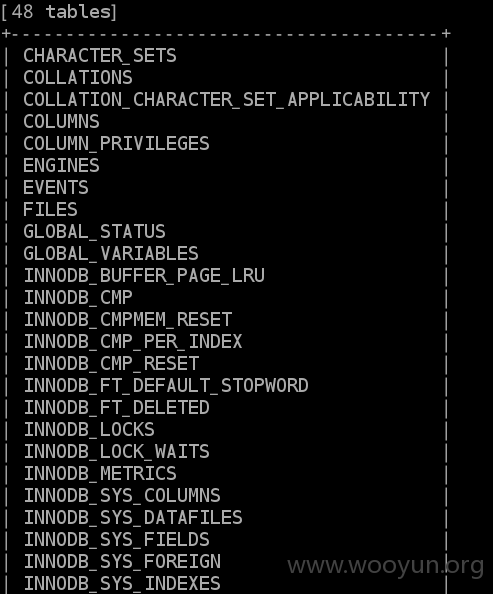 [48 tables]
+---------------------------------------+
| CHARACTER_SETS                        |
| COLLATIONS                            |
| COLLATION_CHARACTER_SET_APPLICABILITY |
| COLUMNS                               |
| COLUMN_PRIVILEGES                     |
| ENGINES                               |
| EVENTS                                |
| FILES                                 |
| GLOBAL_STATUS                         |
| GLOBAL_VARIABLES                      |
| INNODB_BUFFER_PAGE_LRU                |
| INNODB_CMP                            |
| INNODB_CMPMEM_RESET                   |
| INNODB_CMP_PER_INDEX                  |
| INNODB_CMP_RESET                      |
| INNODB_FT_DEFAULT_STOPWORD            |
| INNODB_FT_DELETED                     |
| INNODB_LOCKS                          |
| INNODB_LOCK_WAITS                     |
| INNODB_METRICS                        |
| INNODB_SYS_COLUMNS                    |
| INNODB_SYS_DATAFILES                  |
| INNODB_SYS_FIELDS                     |
| INNODB_SYS_FOREIGN                    |
| INNODB_SYS_INDEXES                    |
www.wooyun.org